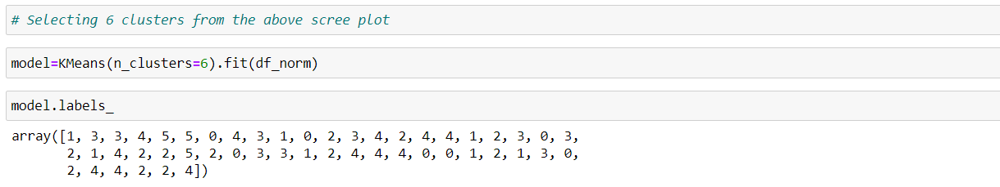 # Selecting 6 clusters from the above scree plot
model=KMeans(n_clusters=6).fit(df_norm)
model.labels_
array([1, 3, 3, 4, 5, 5, 0, 4, 3, 1, 0, 2, 3, 4, 2, 4, 4, 1, 2, 3, 0, 3,
2, 1, 4, 2, 2, 5, 2, 0, 3, 3, 1, 2, 4, 4, 4, 0, 0, 1, 2, 1, 3, 0,
2, 4, 4, 2, 2, 4])